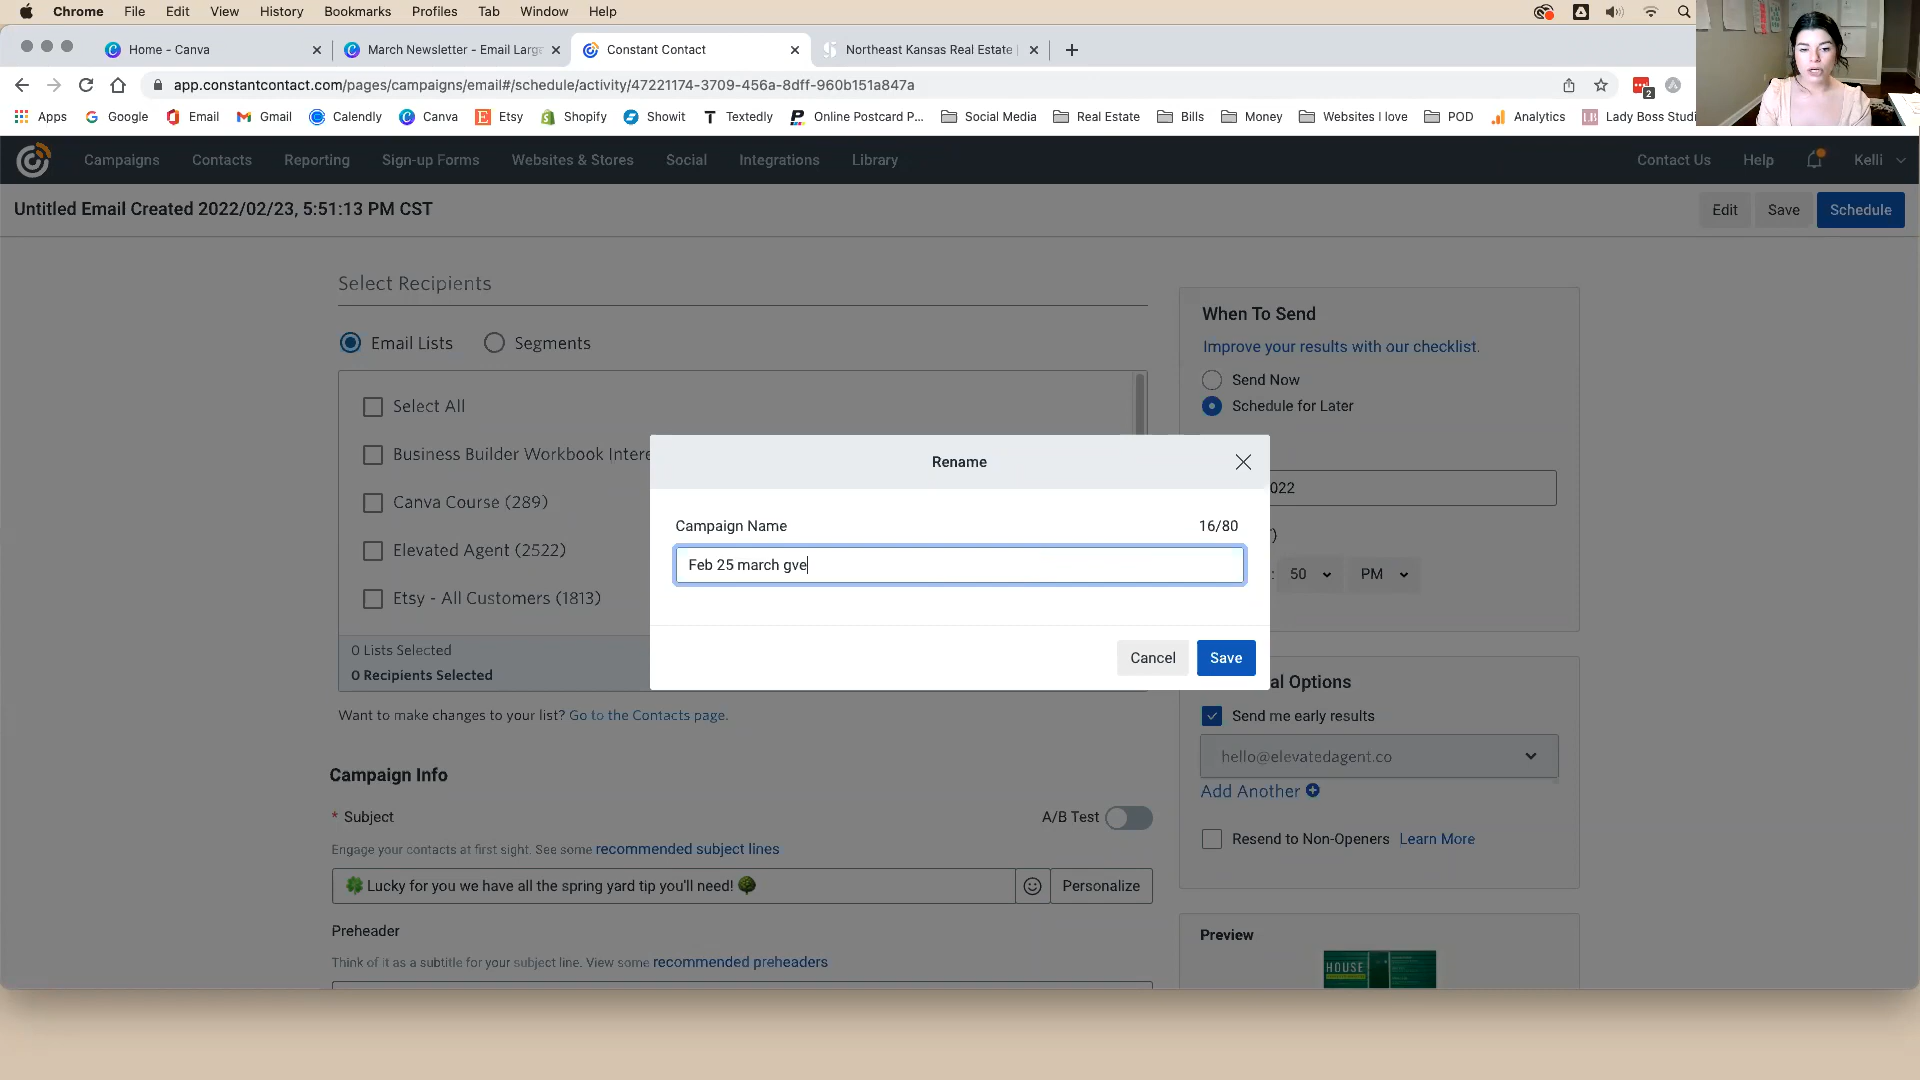 Chrome File Edit View History Bookmarks Profiles Tab Window Help
Home - Canva March Newsletter - Email Large Constant Contact Northeast Kansas Real Estate
app.constantcontact.com/pages/campaigns/email#/schedule/activity/47221174-3709-456a-8dff-960b151a847a 2
Apps Google Email Gmail Calendly Canva Etsy Shopify Showit Textedly Online Postcard P... Social Media Real Estate Bills Money Websites I love POD Analytics Lady Boss Studi
Campaigns Contacts Reporting Sign-up Forms Websites & Stores Social Integrations Library Contact Us Help Kelli
Untitled Email Created 2022/02/23, 5:51:13 PM CST Edit Save Schedule
Select Recipients
Email Lists Segments
Select All
Business Builder Workbook Intere
Canva Course (289)
Elevated Agent (2522)
Etsy - All Customers (1813)
0 Lists Selected
0 Recipients Selected
Want to make changes to your list? Go to the Contacts page.
Campaign Info
* Subject A/B Test
Engage your contacts at first sight. See some recommended subject lines
🍀 Lucky for you we have all the spring yard tip you'll need! 🌳 Personalize
Preheader
Think of it as a subtitle for your subject line. View some recommended preheaders
Rename
Campaign Name 16/80
Feb 25 march gve
Cancel Save
When To Send
Improve your results with our checklist.
Send Now
Schedule for Later
022
)
: 50 PM
al Options
Send me early results
hello@elevatedagent.co
Add Another
Resend to Non-Openers Learn More
Preview
HOUSE